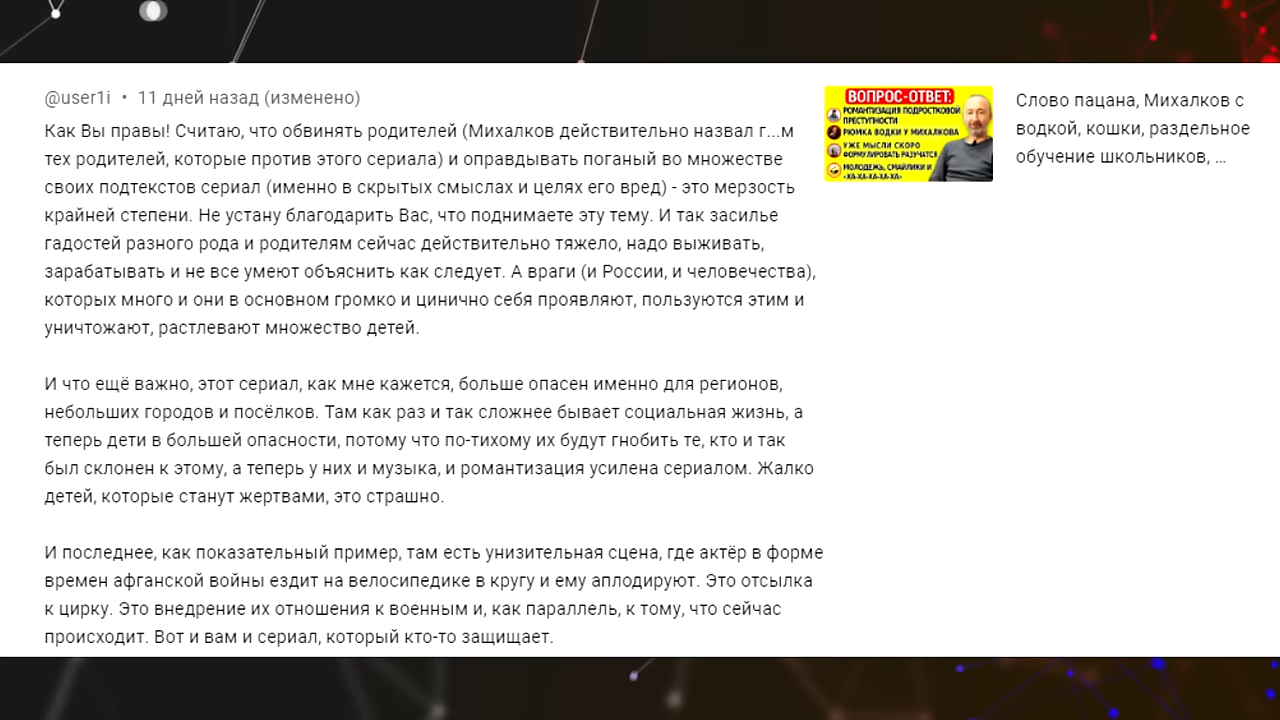 @user1i • 11 дней назад (изменено)
Как Вы правы! Считаю, что обвинять родителей (Михалков действительно назвал г...м
тех родителей, которые против этого сериала) и оправдывать поганый во множестве
своих подтекстов сериал (именно в скрытых смыслах и целях его вред) - это мерзость
крайней степени. Не устану благодарить Вас, что поднимаете эту тему. И так засилье
гадостей разного рода и родителям сейчас действительно тяжело, надо выживать,
зарабатывать и не все умеют объяснить как следует. А враги (и России, и человечества),
которых много и они в основном громко и цинично себя проявляют, пользуются этим и
уничтожают, растлевают множество детей.
И что ещё важно, этот сериал, как мне кажется, больше опасен именно для регионов,
небольших городов и посёлков. Там как раз и так сложнее бывает социальная жизнь, а
теперь дети в большей опасности, потому что по-тихому их будут гнобить те, кто и так
был склонен к этому, а теперь у них и музыка, и романтизация усилена сериалом. Жалко
детей, которые станут жертвами, это страшно.
И последнее, как показательный пример, там есть унизительная сцена, где актёр в форме
времен афганской войны ездит на велосипедике в кругу и ему аплодируют. Это отсылка
к цирку. Это внедрение их отношения к военным и, как параллель, к тому, что сейчас
происходит. Вот и вам и сериал, который кто-то защищает.
ВОПРОС-ОТВЕТ:
РОМАНТИЗАЦИЯ ПОДРОСТКОВОЙ
ПРЕСТУПНОСТИ
РЮМКА ВОДКИ У МИХАЛКОВА
УЖЕ МЫСЛИ СКОРО
ФОРМУЛИРОВАТЬ РАЗУЧАТСЯ
МОЛОДЕЖЬ, СМАЙЛИКИ И
«ХА-ХА-ХА-ХА-ХА»
Слово пацана, Михалков с
водкой, кошки, раздельное
обучение школьников, ...